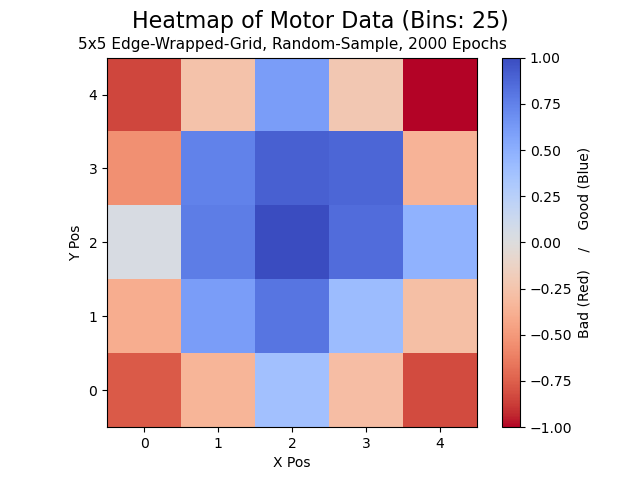 Heatmap of Motor Data (Bins: 25)
5x5 Edge-Wrapped-Grid, Random-Sample, 2000 Epochs
4
3
2
1
0
Y Pos
0 1 2 3 4
X Pos
1.00
0.75
0.50
0.25
0.00
−0.25
−0.50
−0.75
−1.00
Bad (Red) / Good (Blue)